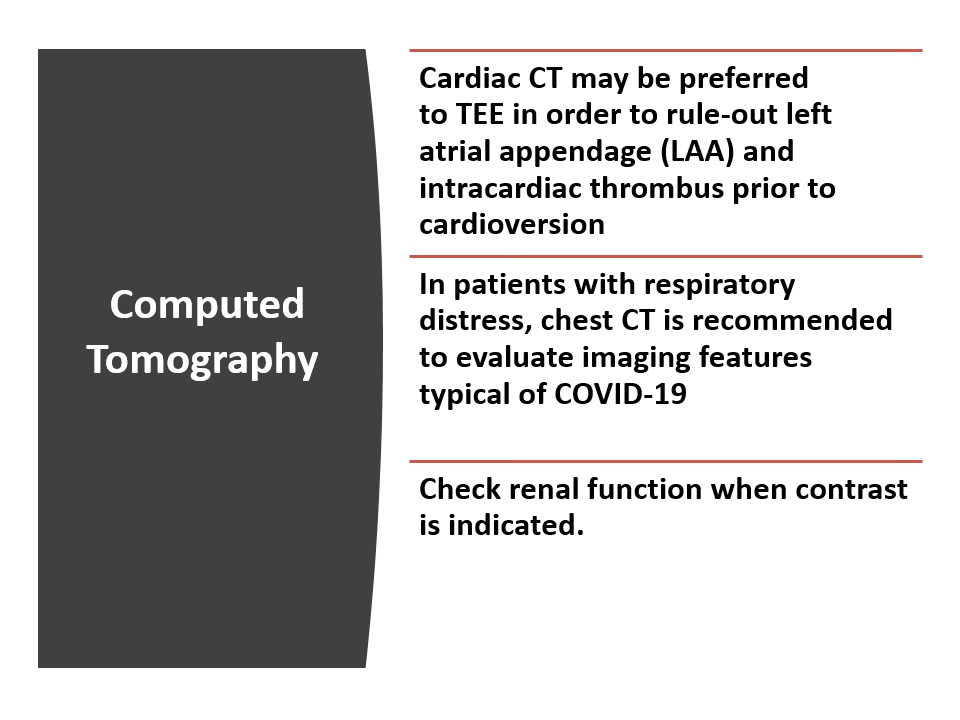 Computed
Tomography
Cardiac CT may be preferred
to TEE in order to rule-out left
atrial appendage (LAA) and
intracardiac thrombus prior to
cardioversion
In patients with respiratory
distress, chest CT is recommended
to evaluate imaging features
typical of COVID-19
Check renal function when contrast
is indicated.